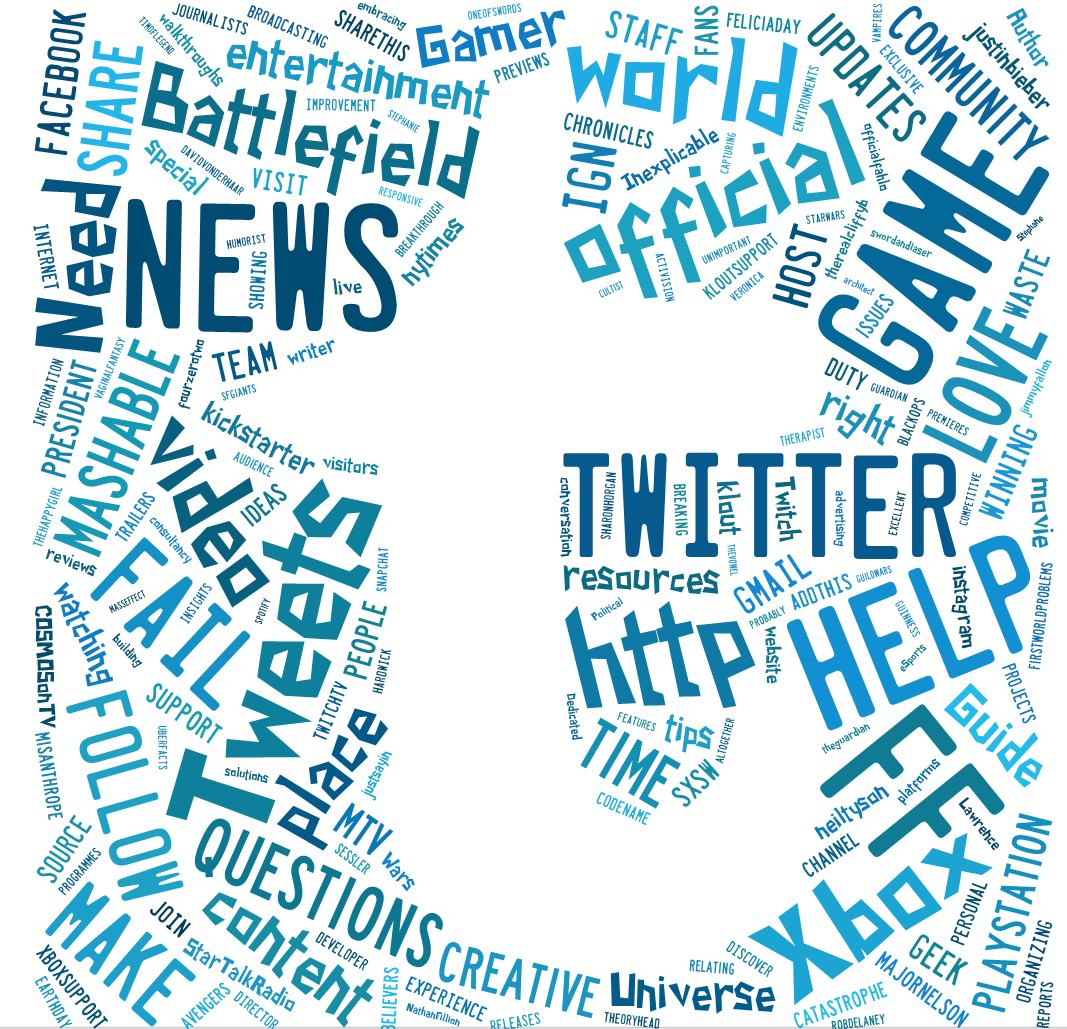 FACEBOOK
SHARE
JOURNALISTS
TIMOFLEGEND
walkthroughs
BROADCASTING
embracing
SHARETHIS
entertainment
Gamer
ONEOFSWORDS
PREVIEWS
Battlefield
IMPROVEMENT
STEPHANIE
special
DAVIDVONDERHAAR
VISIT
RESPONSIVE
BREAKTHROUGH
nytimes
Need
INTERNET
NEWS
HUMORIST
SHOWING
live
STAFF
FANS
FELICIADAY
world
ENVIRONMENTS
UPDATES
VAMPIRES
EXCLUSIVE
COMMUNITY
justinbieber
Author
CHRONICLES
IGN
Inexplicable
CAPTURING
official
officialfahlo
CULTIST
ACTIVISION
UNIMPORTANT
KLOUTSUPPORT
VERONICA
HOST
STARWARS
therealcliffyb
swordandlaser
architect
ISSUES
GAME
Stephane
WASTE
LOVE
DUTY
GUARDIAN
right
BLACKOPS
PREMIERES
jimmyfallon
THERAPIST
TEAM
writer
SFGIANTS
fourzerotwo
VAGINALFANTASY
INFORMATION
PRESIDENT
MASHABLE
kickstarter
visitors
AUDIENCE
video
IDEAS
Tweets
THEHAPPYGIRL
reviews
TRAILERS
consultancy
FAIL
MASSEFFECT
INSIGHTS
SPOTIFY
SNAPCHAT
PEOPLE
HARDWICK
TWITCHTV
TWITTER
conversation
SHARONHORGAN
BREAKING
klout
THEVOWEL
Twitch
advertising
EXCELLENT
COMPETITIVE
WINNING
movie
resources
GMAIL
PROBABLY
ADDTHIS
GUILDWARS
GUINNESS
eSports
HELP
instagram
FIRSTWORLDPROBLEMS
PROJECTS
Political
http
website
Dedicated
FEATURES
tips
ALTOGETHER
TIME
SXSW
CODENAME
watching
building
cosmosonTV
MISANTHROPE
FOLLOW
SUPPORT
UBERFACTS
solutions
place
justsayin
MTV
wars
SESSLER
SOURCE
PROGRAMMES
QUESTIONS
MAKE
JOIN
content
DEVELOPER
StarTalkRadio
XBOXSUPPORT
EARTHDAY
AVENGERS
DIRECTOR
BELIEVERS
EXPERIENCE
NathanFillion
CREATIVE
RELEASES
Universe
THEORYHEAD
RELATING
DISCOVER
theguardian
FF
Guide
platforms
neiltyson
CHANNEL
Lawrence
Xbox
PLAYSTATION
PERSONAL
GEEK
MAJORNELSON
ORGANIZING
REPORTS
CATASTROPHE
ROBDELANEY